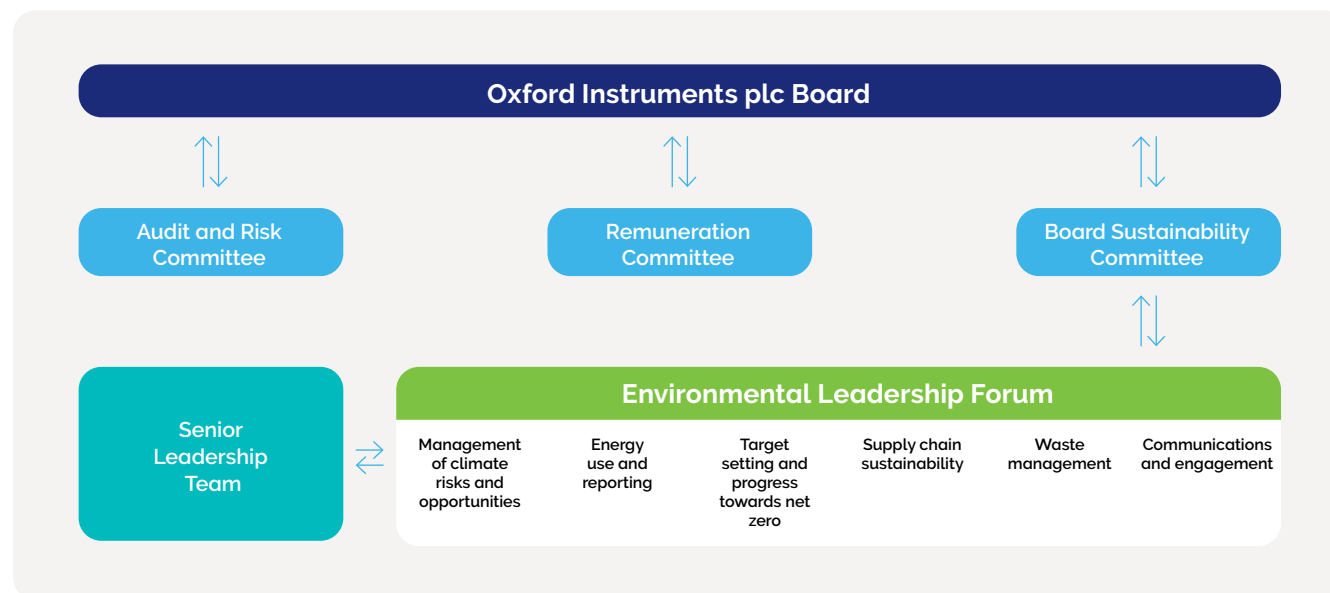 Oxford Instruments plc Board
Audit and Risk
Committee
Remuneration
Committee
Board Sustainability
Committee
Senior
Leadership
Team
Environmental Leadership Forum
Management
of climate
risks and
opportunities
Energy
use and
reporting
Target
setting and
progress
towards net
zero
Supply chain
sustainability
Waste
management
Communications
and engagement